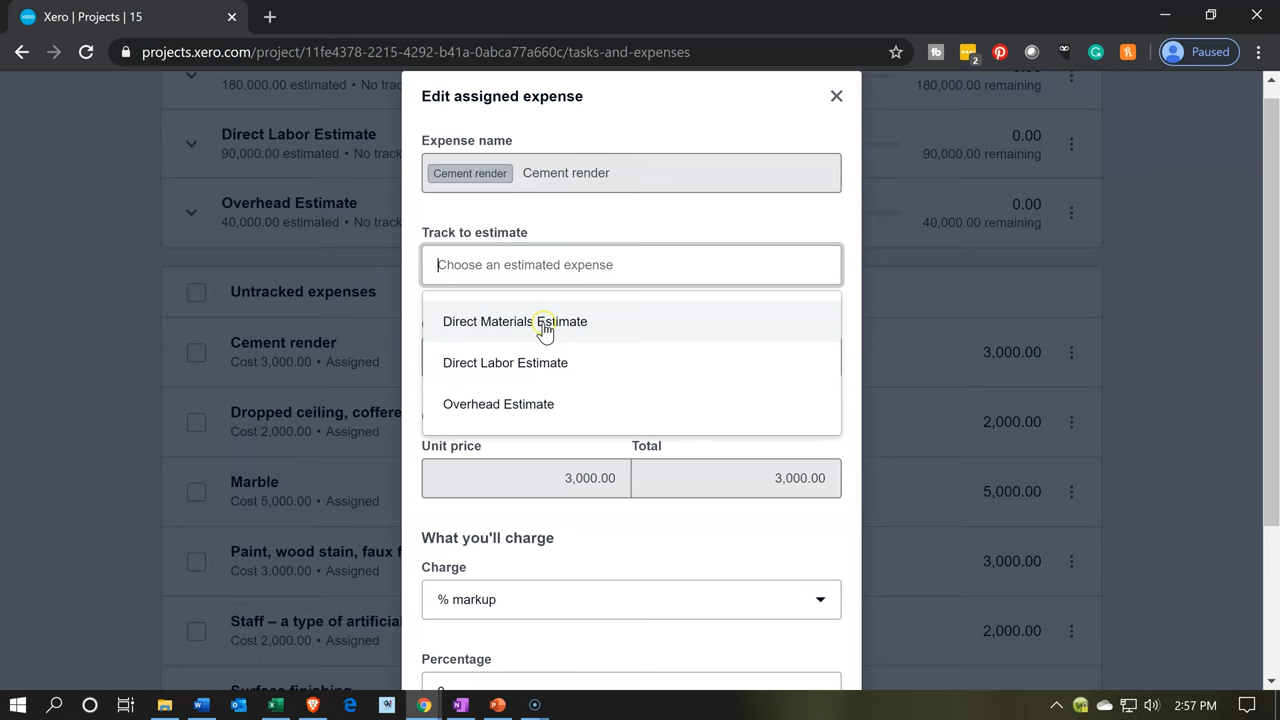 Xero | Projects | 15
projects.xero.com/project/11fe4378-2215-4292-b41a-0abca77a660c/tasks-and-expenses
2
Paused
Edit assigned expense
180,000.00 estimated • No track
180,000.00 remaining
Direct Labor Estimate
0.00
90,000.00 estimated • No track
90,000.00 remaining
Overhead Estimate
0.00
40,000.00 estimated • No track
40,000.00 remaining
Expense name
Cement render Cement render
Track to estimate
Choose an estimated expense
Direct Materials Estimate
Direct Labor Estimate
Overhead Estimate
Untracked expenses
Cement render
Cost 3,000.00 • Assigned
3,000.00
Dropped ceiling, coffere
Cost 2,000.00 • Assigned
2,000.00
Unit price Total
3,000.00 3,000.00
Marble
Cost 5,000.00 • Assigned
5,000.00
What you'll charge
Charge
% markup
Paint, wood stain, faux f
Cost 3,000.00 • Assigned
3,000.00
Staff – a type of artificia
Cost 2,000.00 • Assigned
2,000.00
Percentage
Surface finishing
2:57 PM